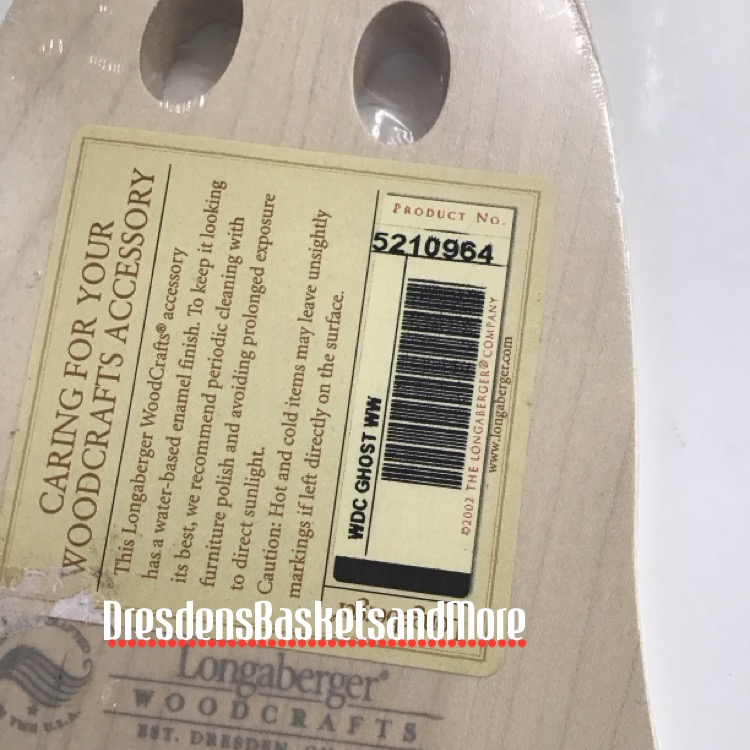 CARING FOR YOUR
WOODCRAFTS ACCESSORY
This Longaberger WoodCrafts® accessory
has a water-based enamel finish. To keep it looking
its best, we recommend periodic cleaning with
furniture polish and avoiding prolonged exposure
to direct sunlight.
Caution: Hot and cold items may leave unsightly
markings if left directly on the surface.
PRODUCT NO.
5210964
WDC GHOST WW
©2002 THE LONGABERGER® COMPANY
www.longaberger.com
DresdensBasketsandMore
Longaberger®
WOODCRAFTS
EST. DRESDEN,
THE U.S.A.